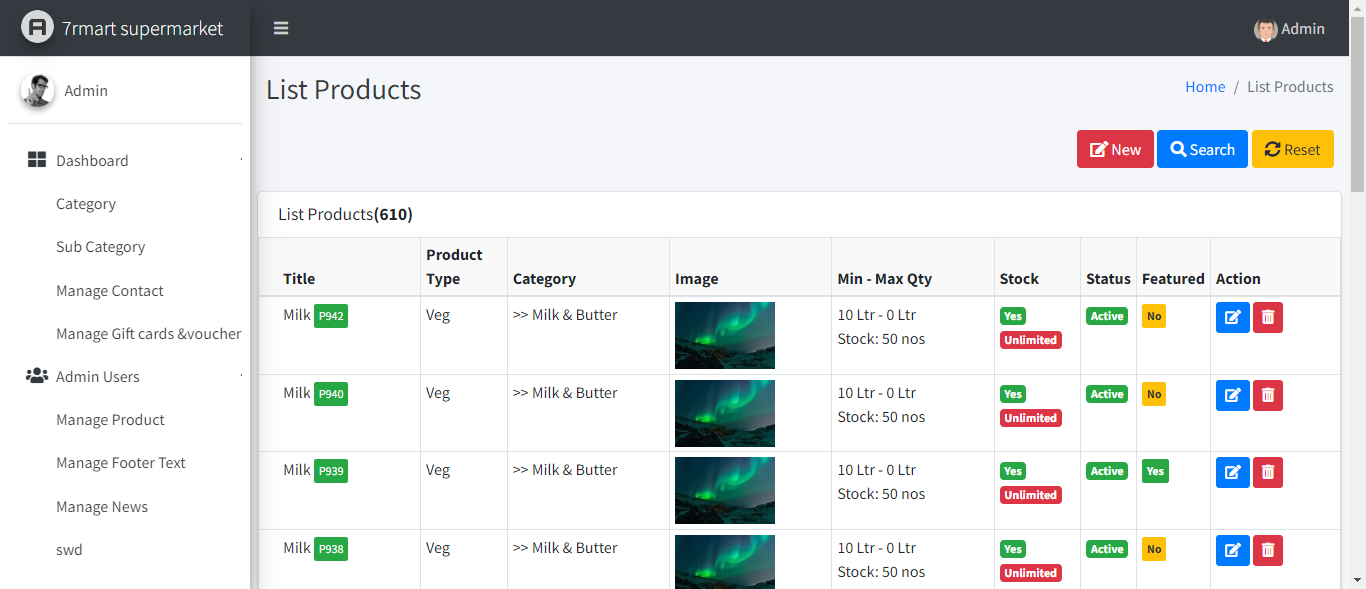 7rmart supermarket
Admin
Admin
List Products
Home / List Products
Dashboard
Category
Sub Category
Manage Contact
Manage Gift cards &voucher
Admin Users
Manage Product
Manage Footer Text
Manage News
swd
New Search Reset
List Products(610)
Title Product Type Category Image Min - Max Qty Stock Status Featured Action
Milk P942 Veg >> Milk & Butter 10 Ltr - 0 Ltr Yes Active No
Stock: 50 nos Unlimited
Milk P940 Veg >> Milk & Butter 10 Ltr - 0 Ltr Yes Active No
Stock: 50 nos Unlimited
Milk P939 Veg >> Milk & Butter 10 Ltr - 0 Ltr Yes Active Yes
Stock: 50 nos Unlimited
Milk P938 Veg >> Milk & Butter 10 Ltr - 0 Ltr Yes Active No
Stock: 50 nos Unlimited